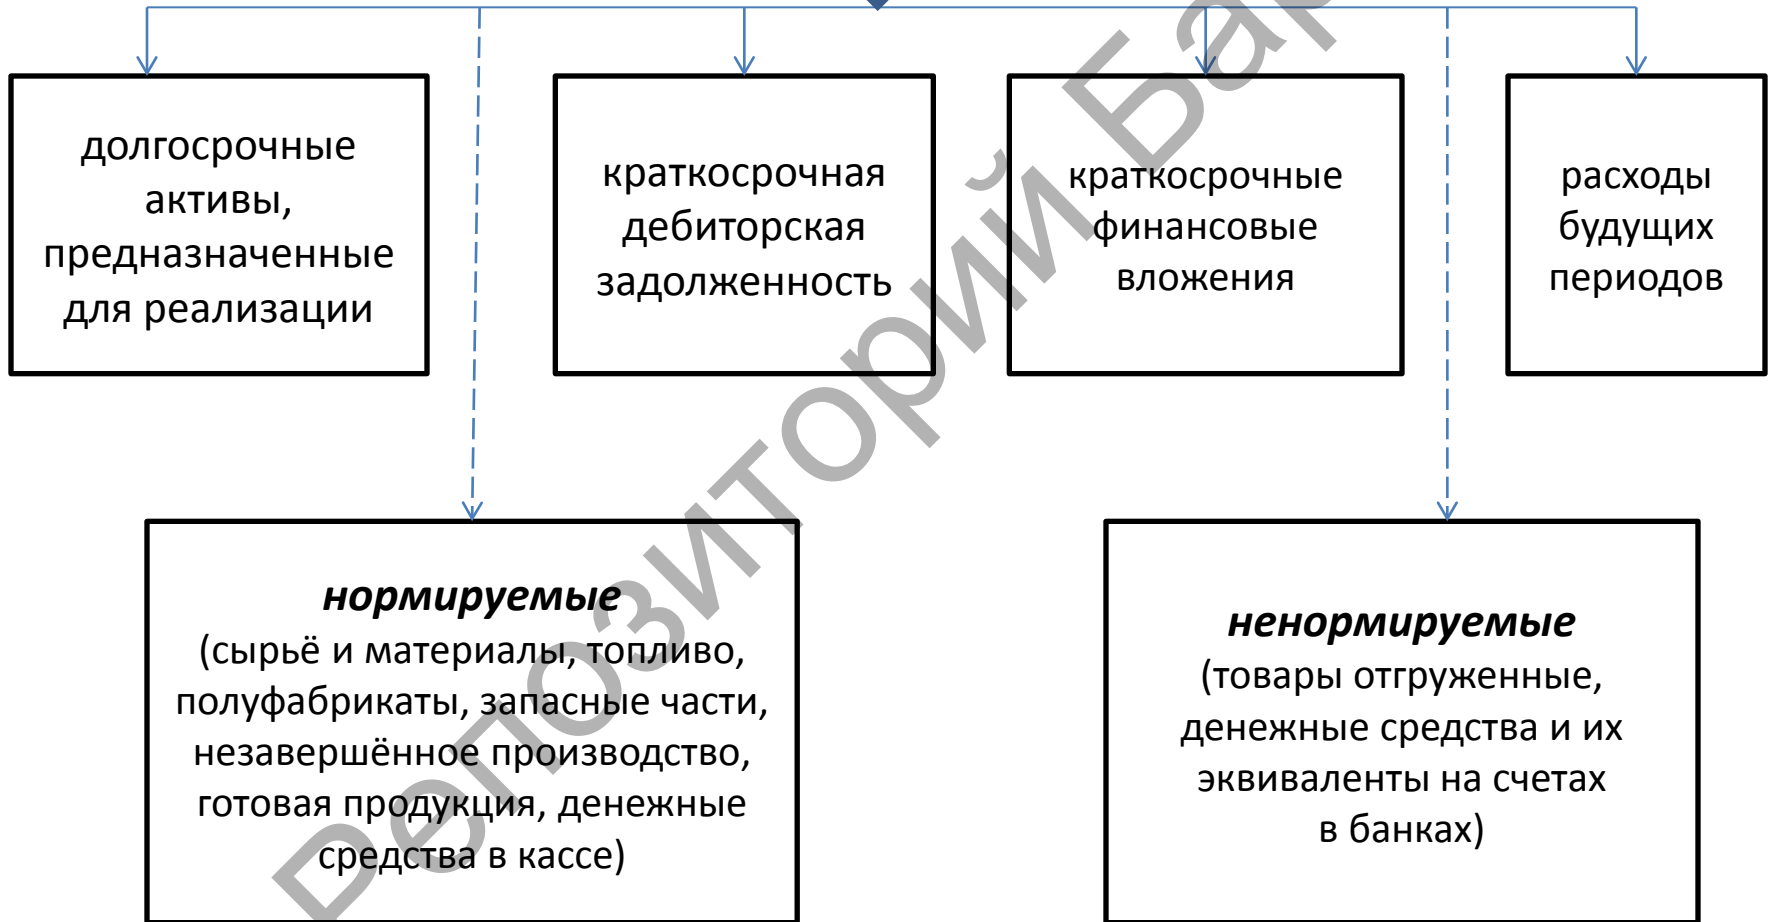 долгосрочные
активы,
предназначенные
для реализации
краткосрочная
дебиторская
задолженность
краткосрочные
финансовые
вложения
расходы
будущих
периодов
нормируемые
(сырьё и материалы, топливо,
полуфабрикаты, запасные части,
незавершённое производство,
готовая продукция, денежные
средства в кассе)
ненормируемые
(товары отгруженные,
денежные средства и их
эквиваленты на счетах
в банках)
Репозиторий